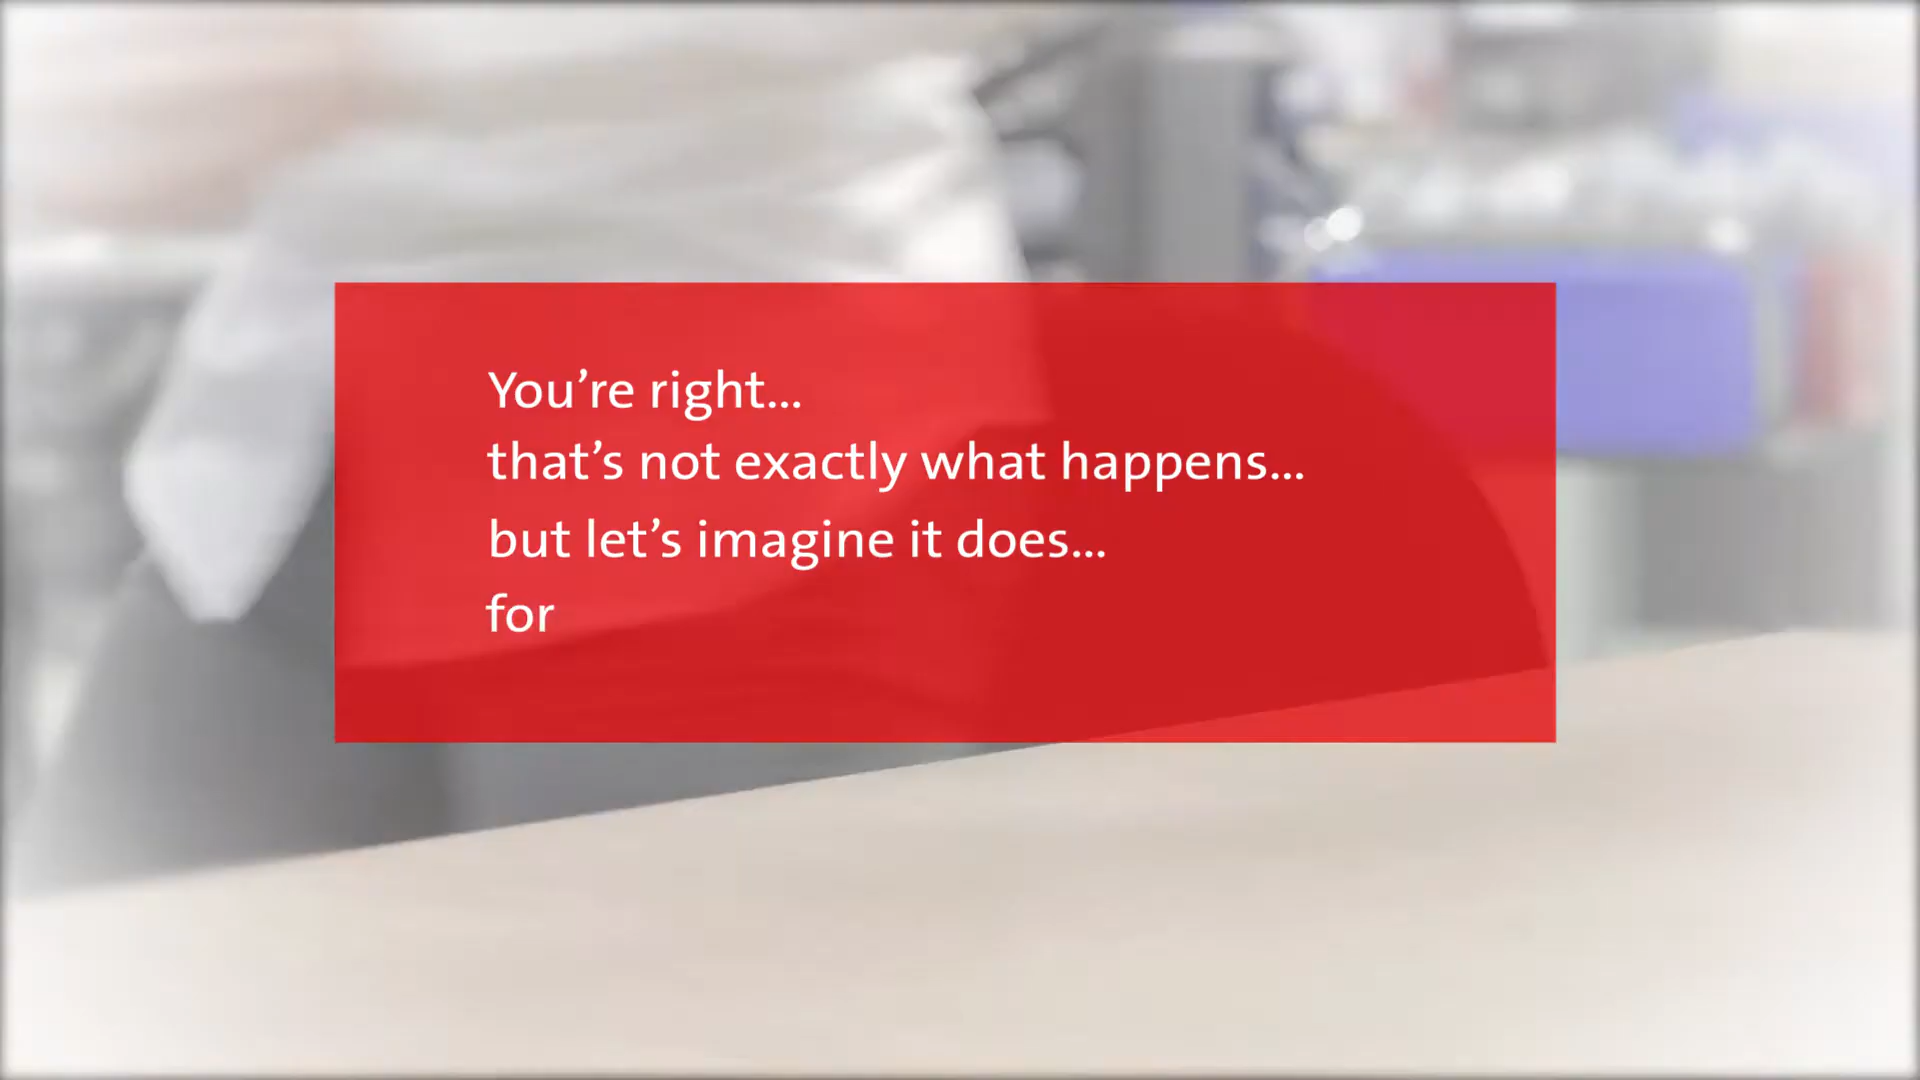 You’re right...
that’s not exactly what happens...
but let’s imagine it does...
for